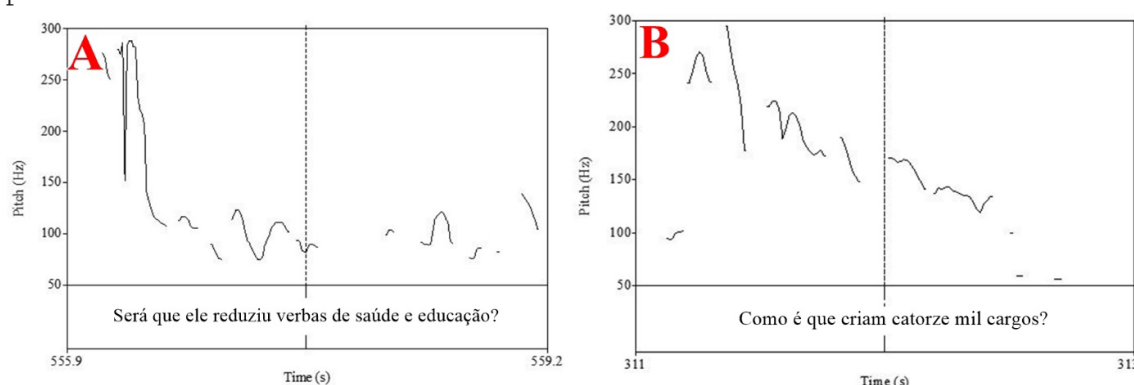 A
300
250
200
150
100
50
Pitch (Hz)
Será que ele reduziu verbas de saúde e educação?
555.9
559.2
Time (s)
B
300
250
200
150
100
50
Pitch (Hz)
Como é que criam catorze mil cargos?
311
Time (s)